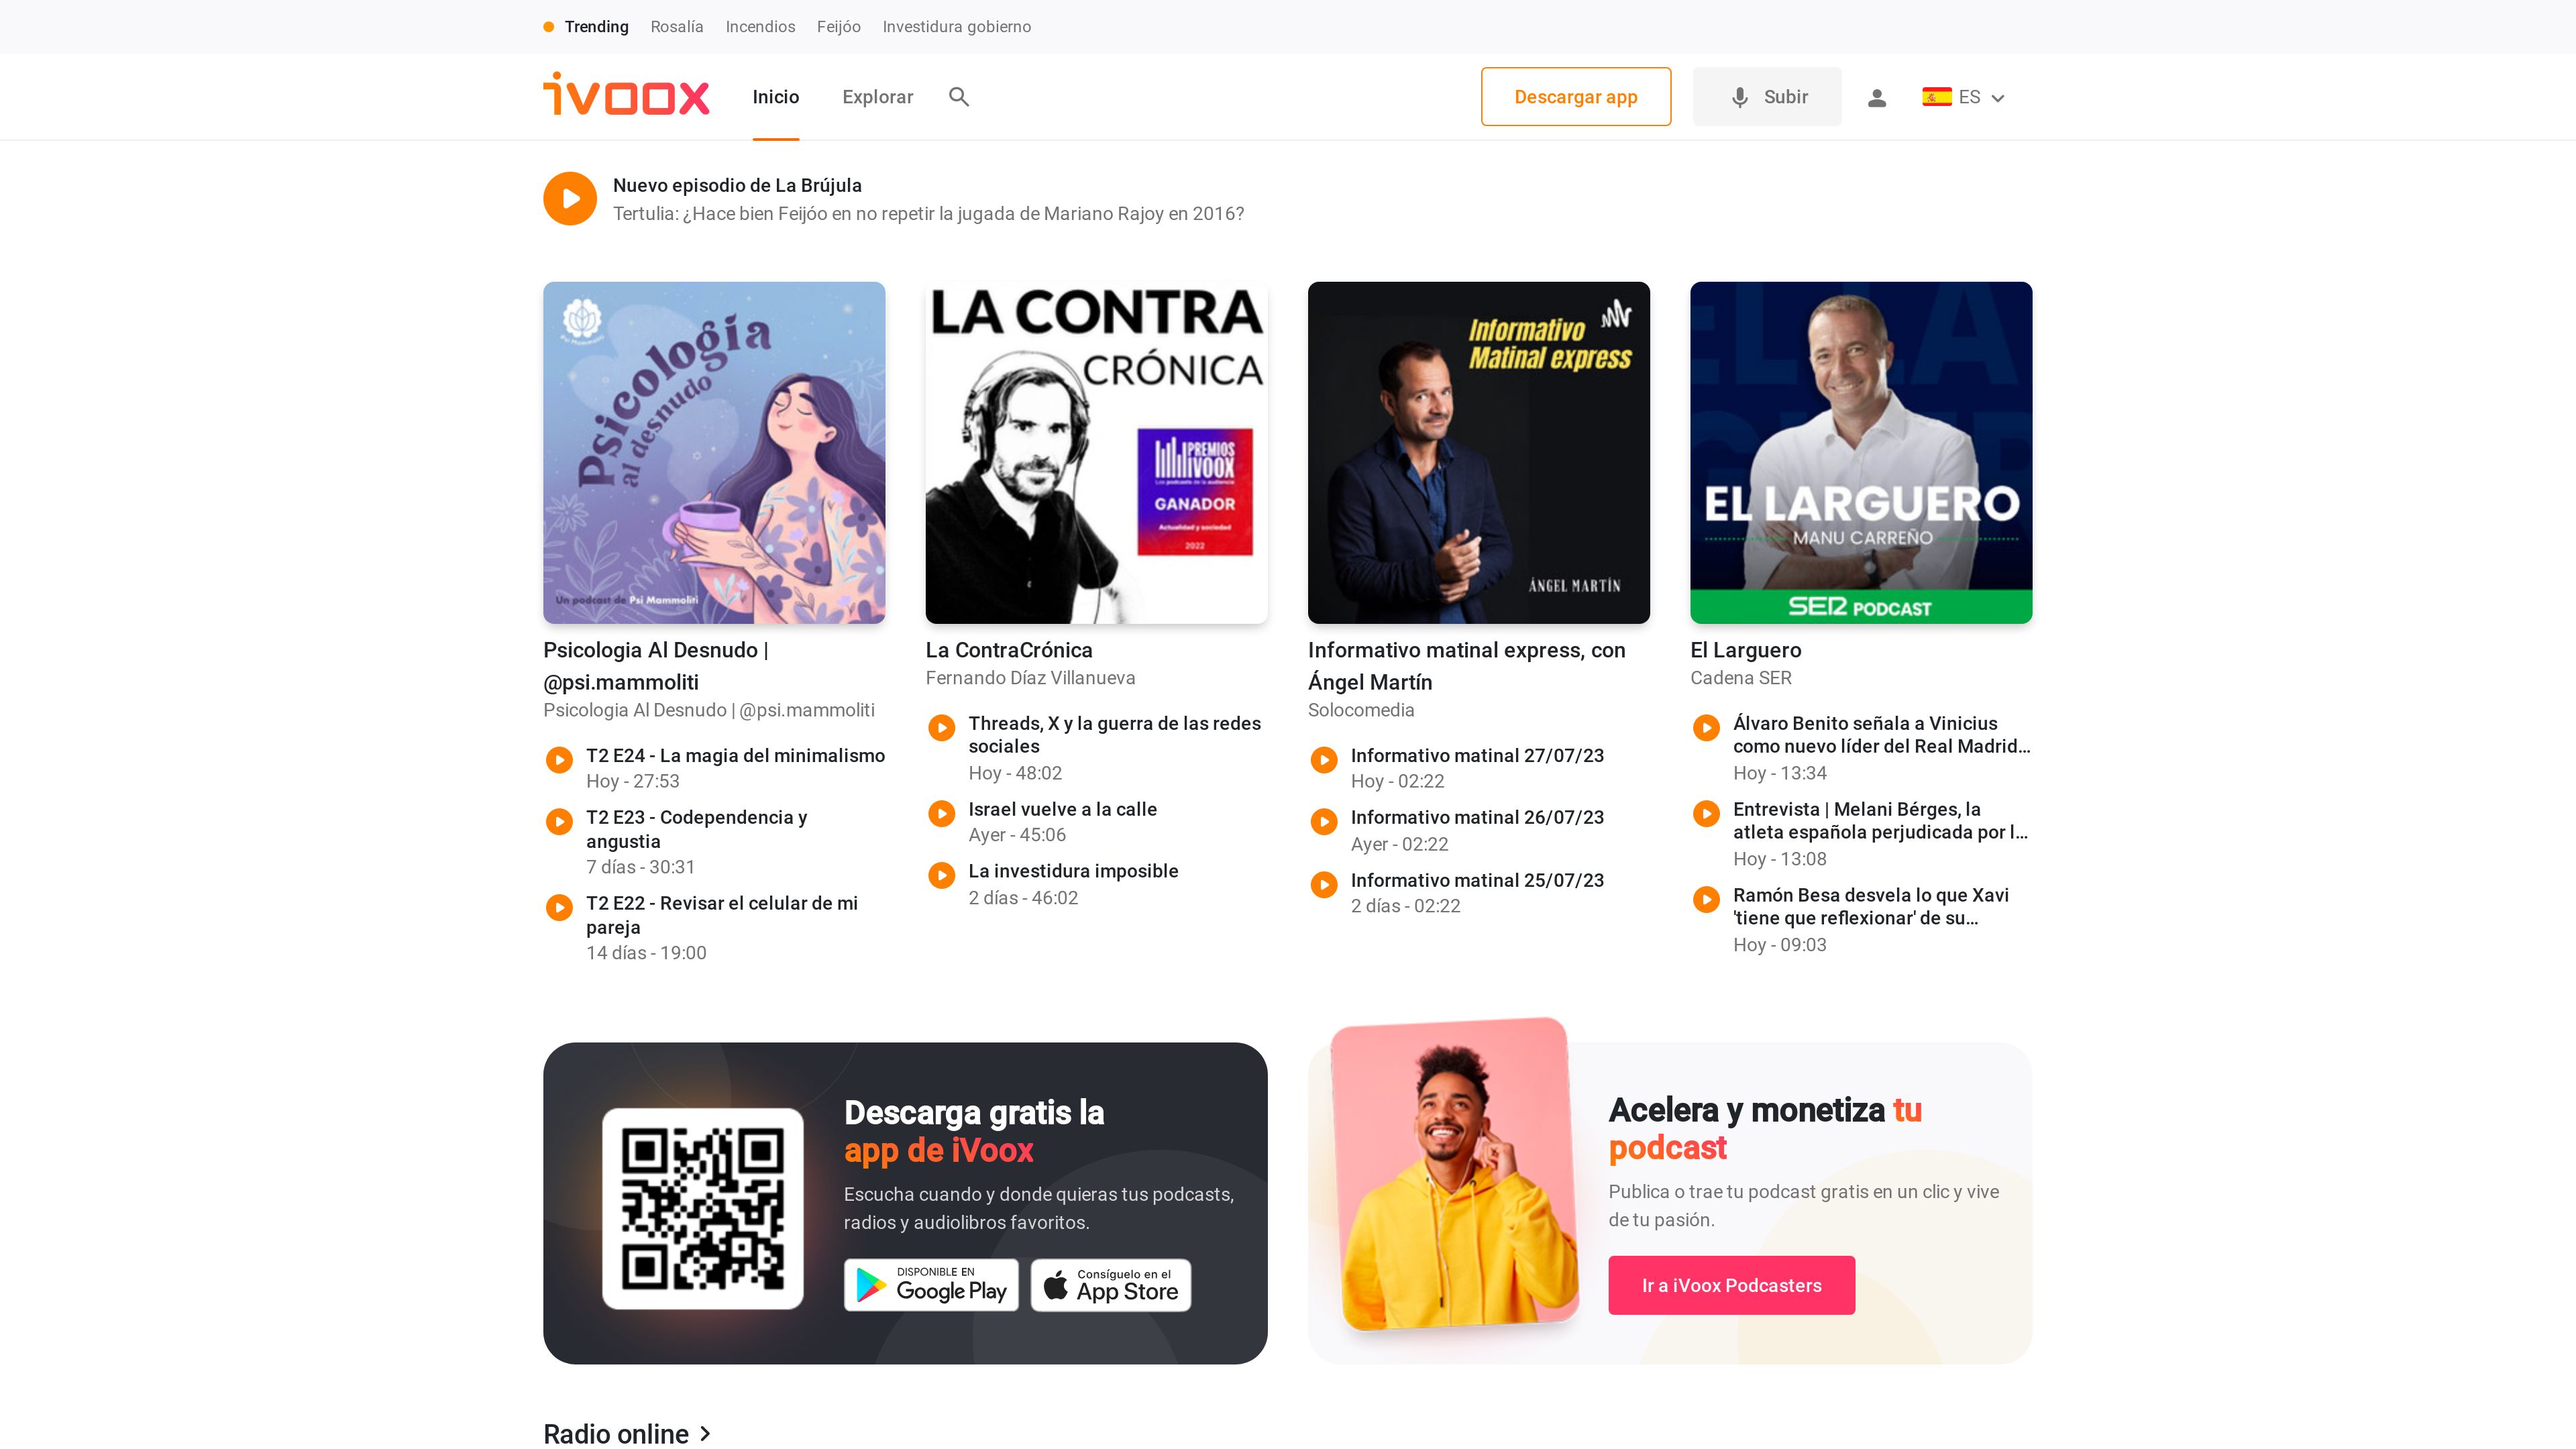 Trending Rosalía Incendios Feijóo Investidura gobierno
ivoox Inicio Explorar Descargar app Subir ES
Nuevo episodio de La Brújula
Tertulia: ¿Hace bien Feijóo en no repetir la jugada de Mariano Rajoy en 2016?
Psi Mammoliti
Psicología
al desnudo
Un podcast de Psi Mammoliti
LA CONTRA
CRÓNICA
PREMIOS
IVOOX
Los podcasts de la audiencia
GANADOR
Actualidad y sociedad
2022
Informativo
Matinal express
ÁNGEL MARTÍN
EL LARGUERO
MANU CARREÑO
SER PODCAST
Psicologia Al Desnudo |
@psi.mammoliti
Psicologia Al Desnudo | @psi.mammoliti
T2 E24 - La magia del minimalismo
Hoy - 27:53
T2 E23 - Codependencia y
angustia
7 días - 30:31
T2 E22 - Revisar el celular de mi
pareja
14 días - 19:00
La ContraCrónica
Fernando Díaz Villanueva
Threads, X y la guerra de las redes
sociales
Hoy - 48:02
Israel vuelve a la calle
Ayer - 45:06
La investidura imposible
2 días - 46:02
Informativo matinal express, con
Ángel Martín
Solocomedia
Informativo matinal 27/07/23
Hoy - 02:22
Informativo matinal 26/07/23
Ayer - 02:22
Informativo matinal 25/07/23
2 días - 02:22
El Larguero
Cadena SER
Álvaro Benito señala a Vinicius
como nuevo líder del Real Madrid...
Hoy - 13:34
Entrevista | Melani Bérges, la
atleta española perjudicada por l...
Hoy - 13:08
Ramón Besa desvela lo que Xavi
'tiene que reflexionar' de su...
Hoy - 09:03
Descarga gratis la
app de iVoox
Escucha cuando y donde quieras tus podcasts,
radios y audiolibros favoritos.
DISPONIBLE EN
Google Play
Consíguelo en el
App Store
Acelera y monetiza tu
podcast
Publica o trae tu podcast gratis en un clic y vive
de tu pasión.
Ir a iVoox Podcasters
Radio online